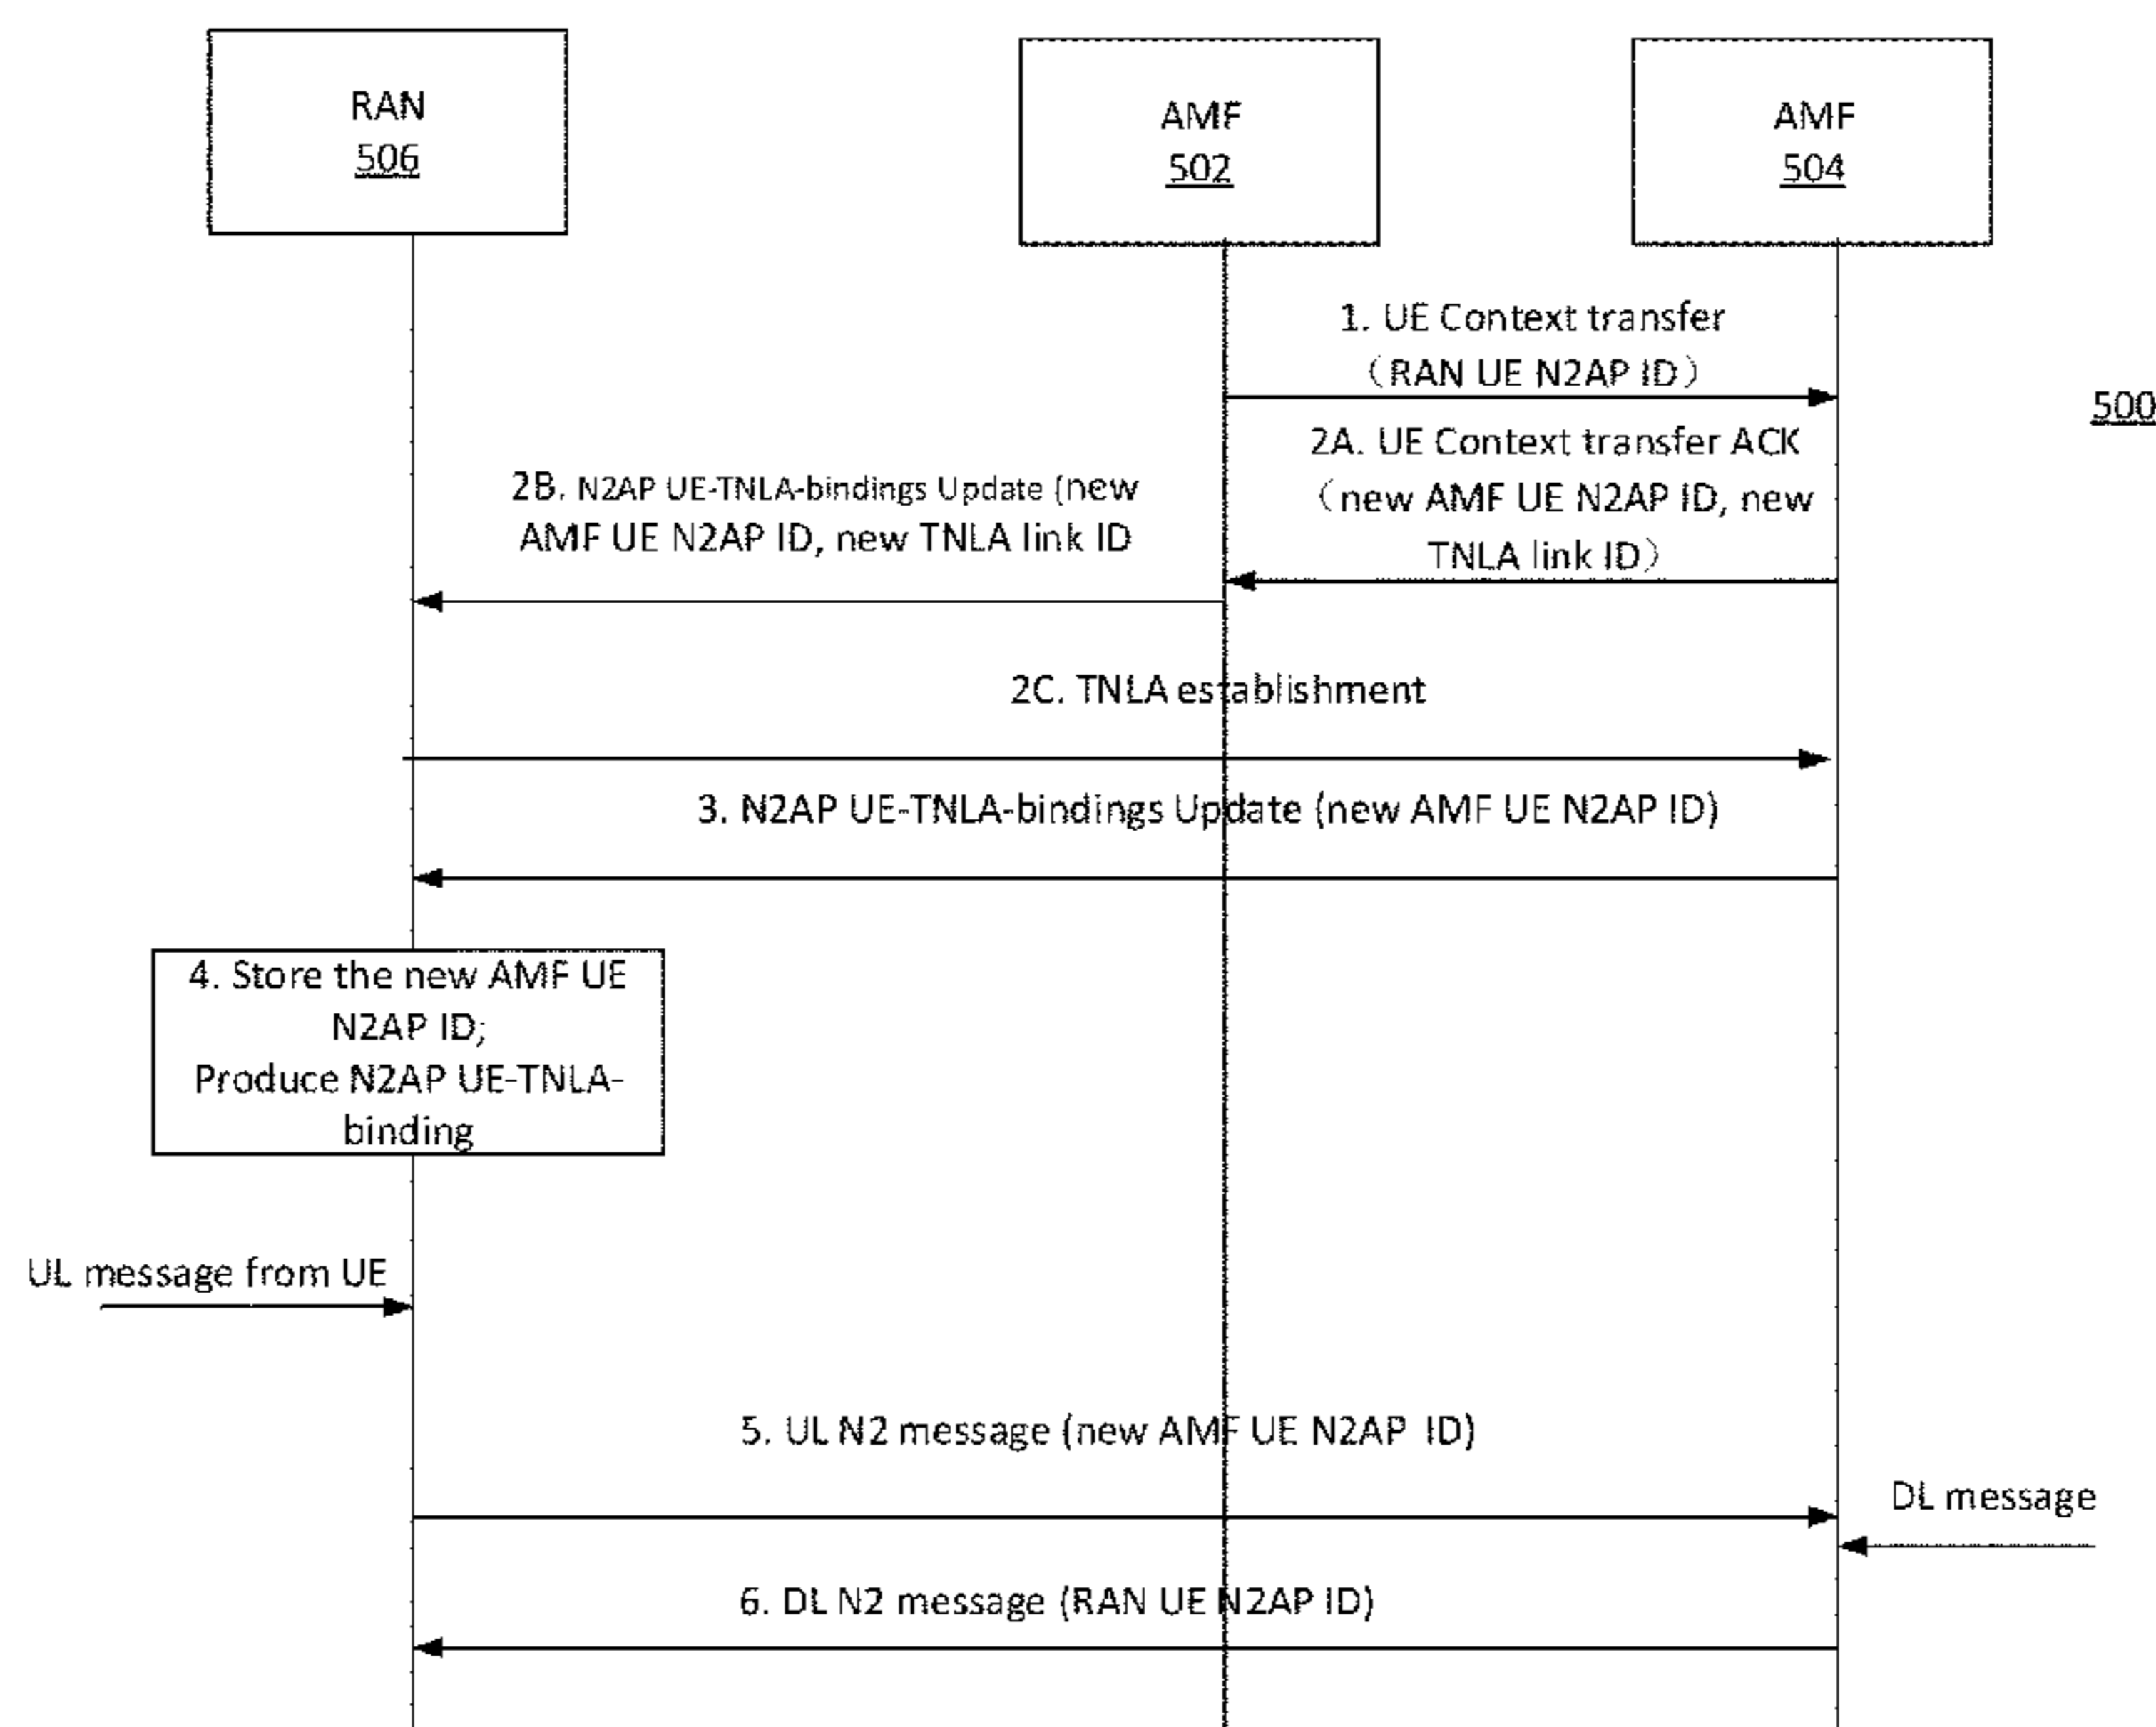 RAN
506
AMF
502
AMF
504
1. UE Context transfer
（RAN UE N2AP ID）
500
2A. UE Context transfer ACK
（new AMF UE N2AP ID, new
TNLA link ID）
2B. N2AP UE-TNLA-bindings Update (new
AMF UE N2AP ID, new TNLA link ID
2C. TNLA establishment
3. N2AP UE-TNLA-bindings Update (new AMF UE N2AP ID)
4. Store the new AMF UE
N2AP ID;
Produce N2AP UE-TNLA-
binding
UL message from UE
5. UL N2 message (new AMF UE N2AP ID)
DL message
6. DL N2 message (RAN UE N2AP ID)